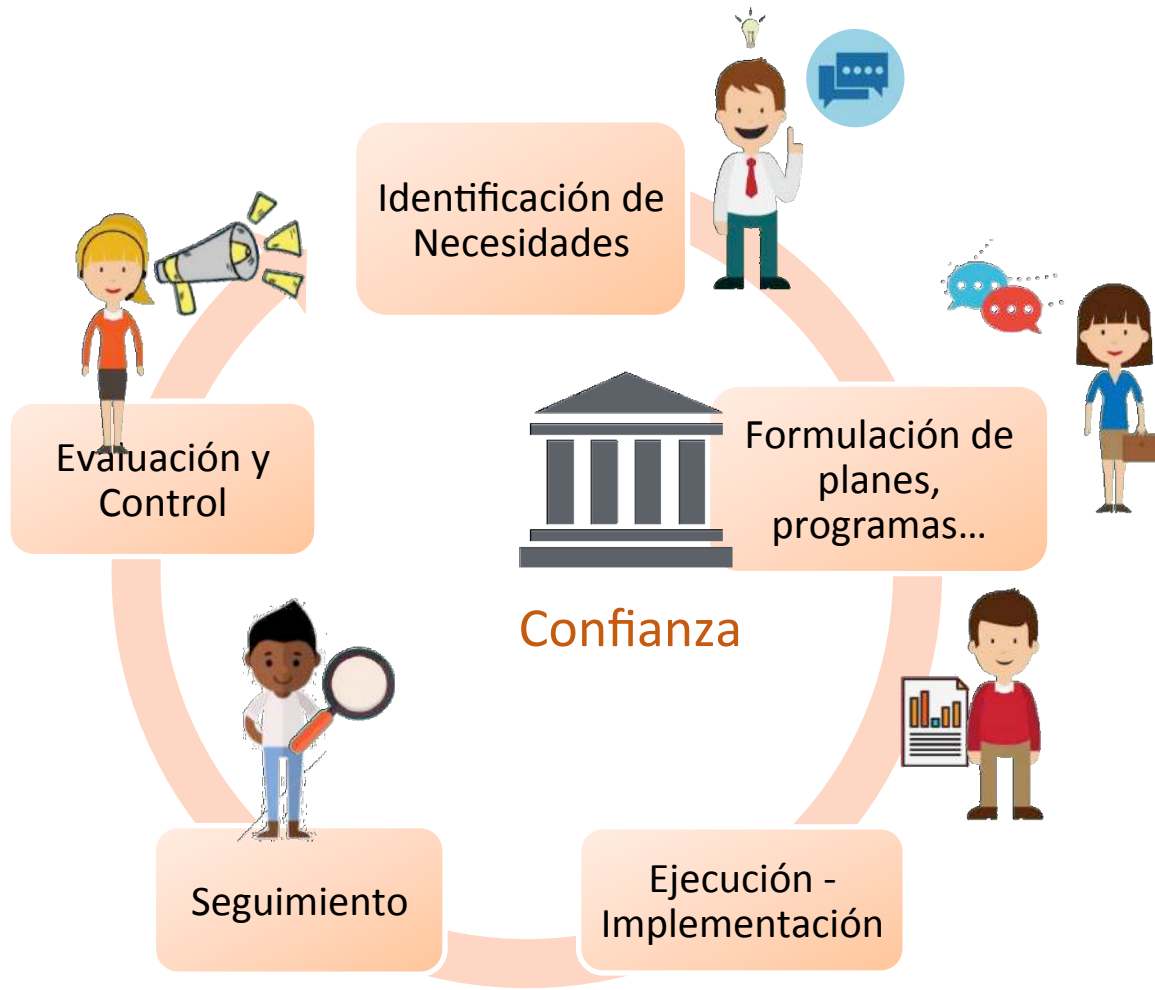 Identificación de
Necesidades
Formulación de
planes,
programas...
Confianza
Ejecución -
Implementación
Seguimiento
Evaluación y
Control